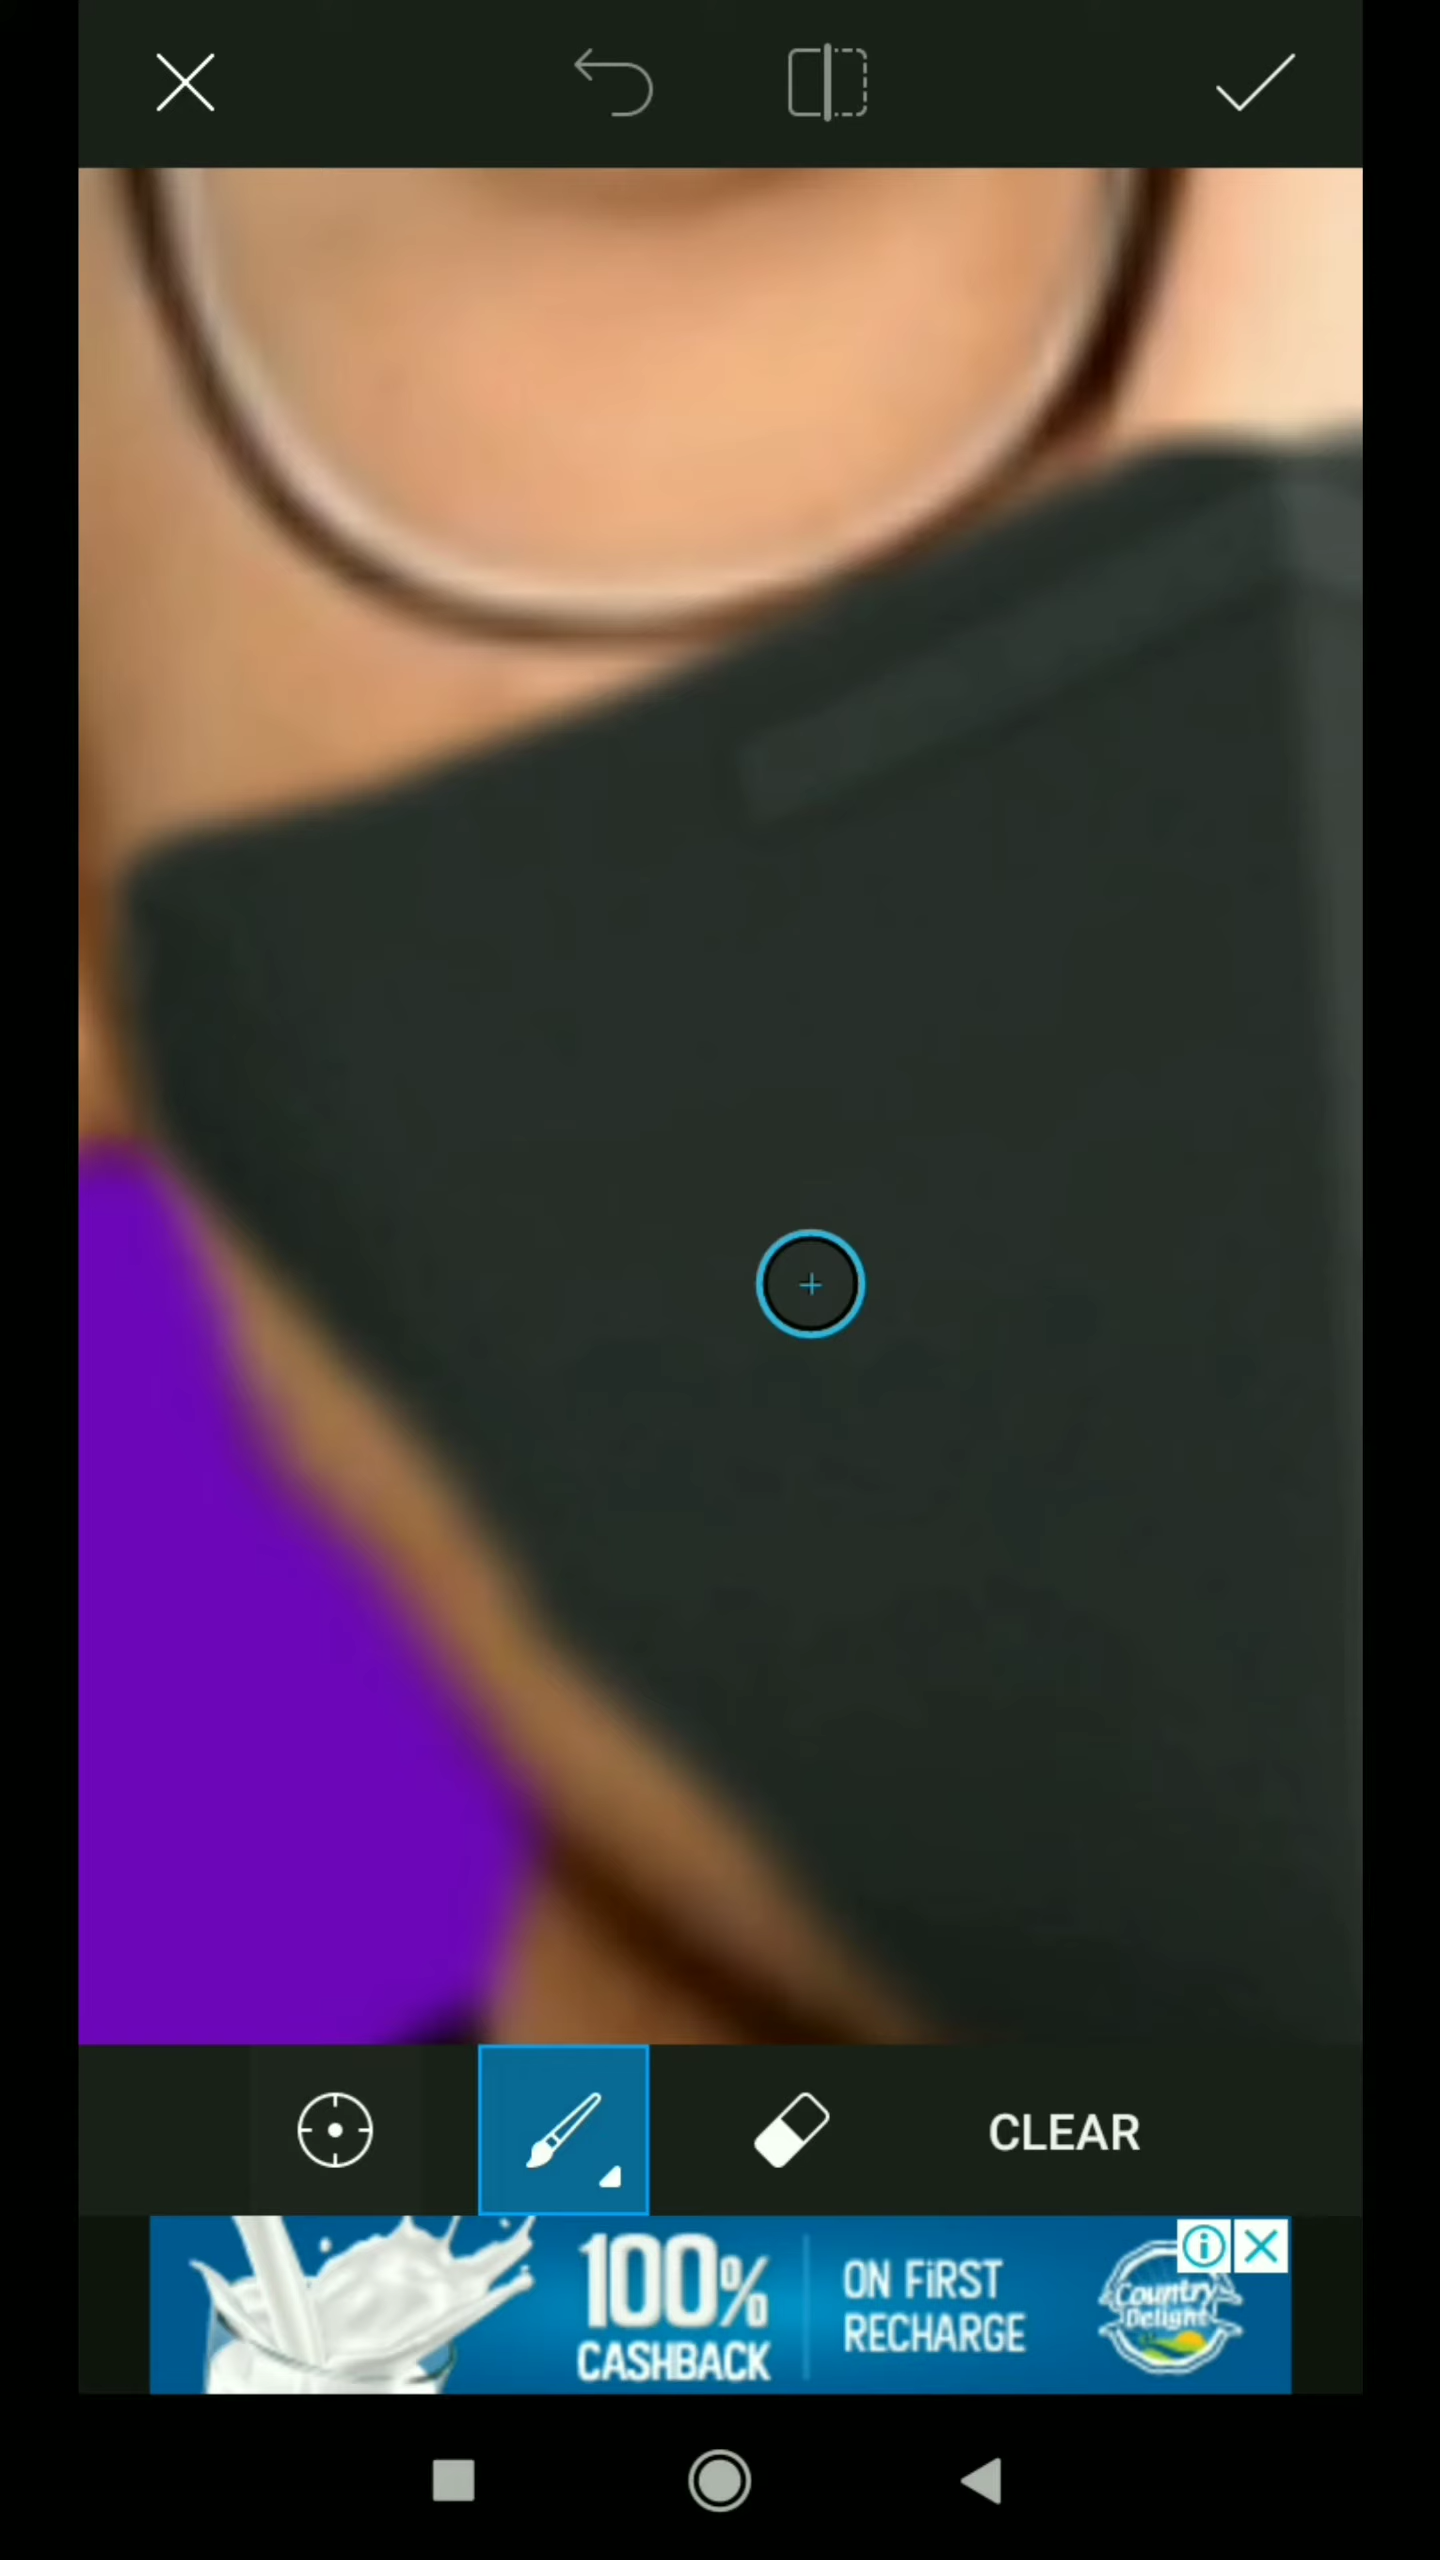 CLEAR
100%
CASHBACK
ON FIRST
RECHARGE
Country
Delight